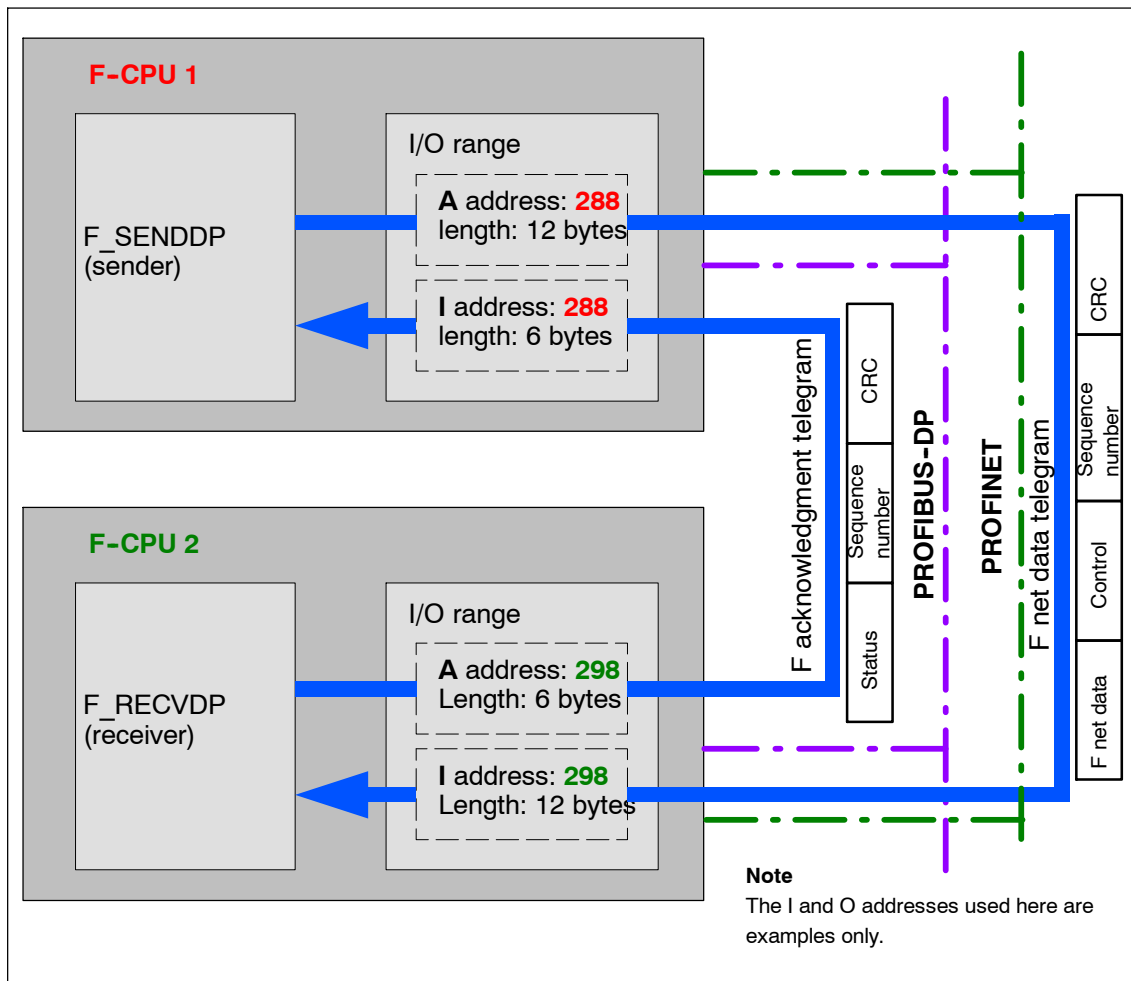 F-CPU 1
F_SENDDP
(sender)
I/O range
A address: 288
length: 12 bytes
I address: 288
length: 6 bytes
F-CPU 2
F_RECVDP
(receiver)
I/O range
A address: 298
Length: 6 bytes
I address: 298
Length: 12 bytes
F acknowledgment telegram
CRC
Sequence
number
Status
PROFIBUS-DP
PROFINET
F net data telegram
CRC
Sequence
number
Control
F net data
Note
The I and O addresses used here are
examples only.